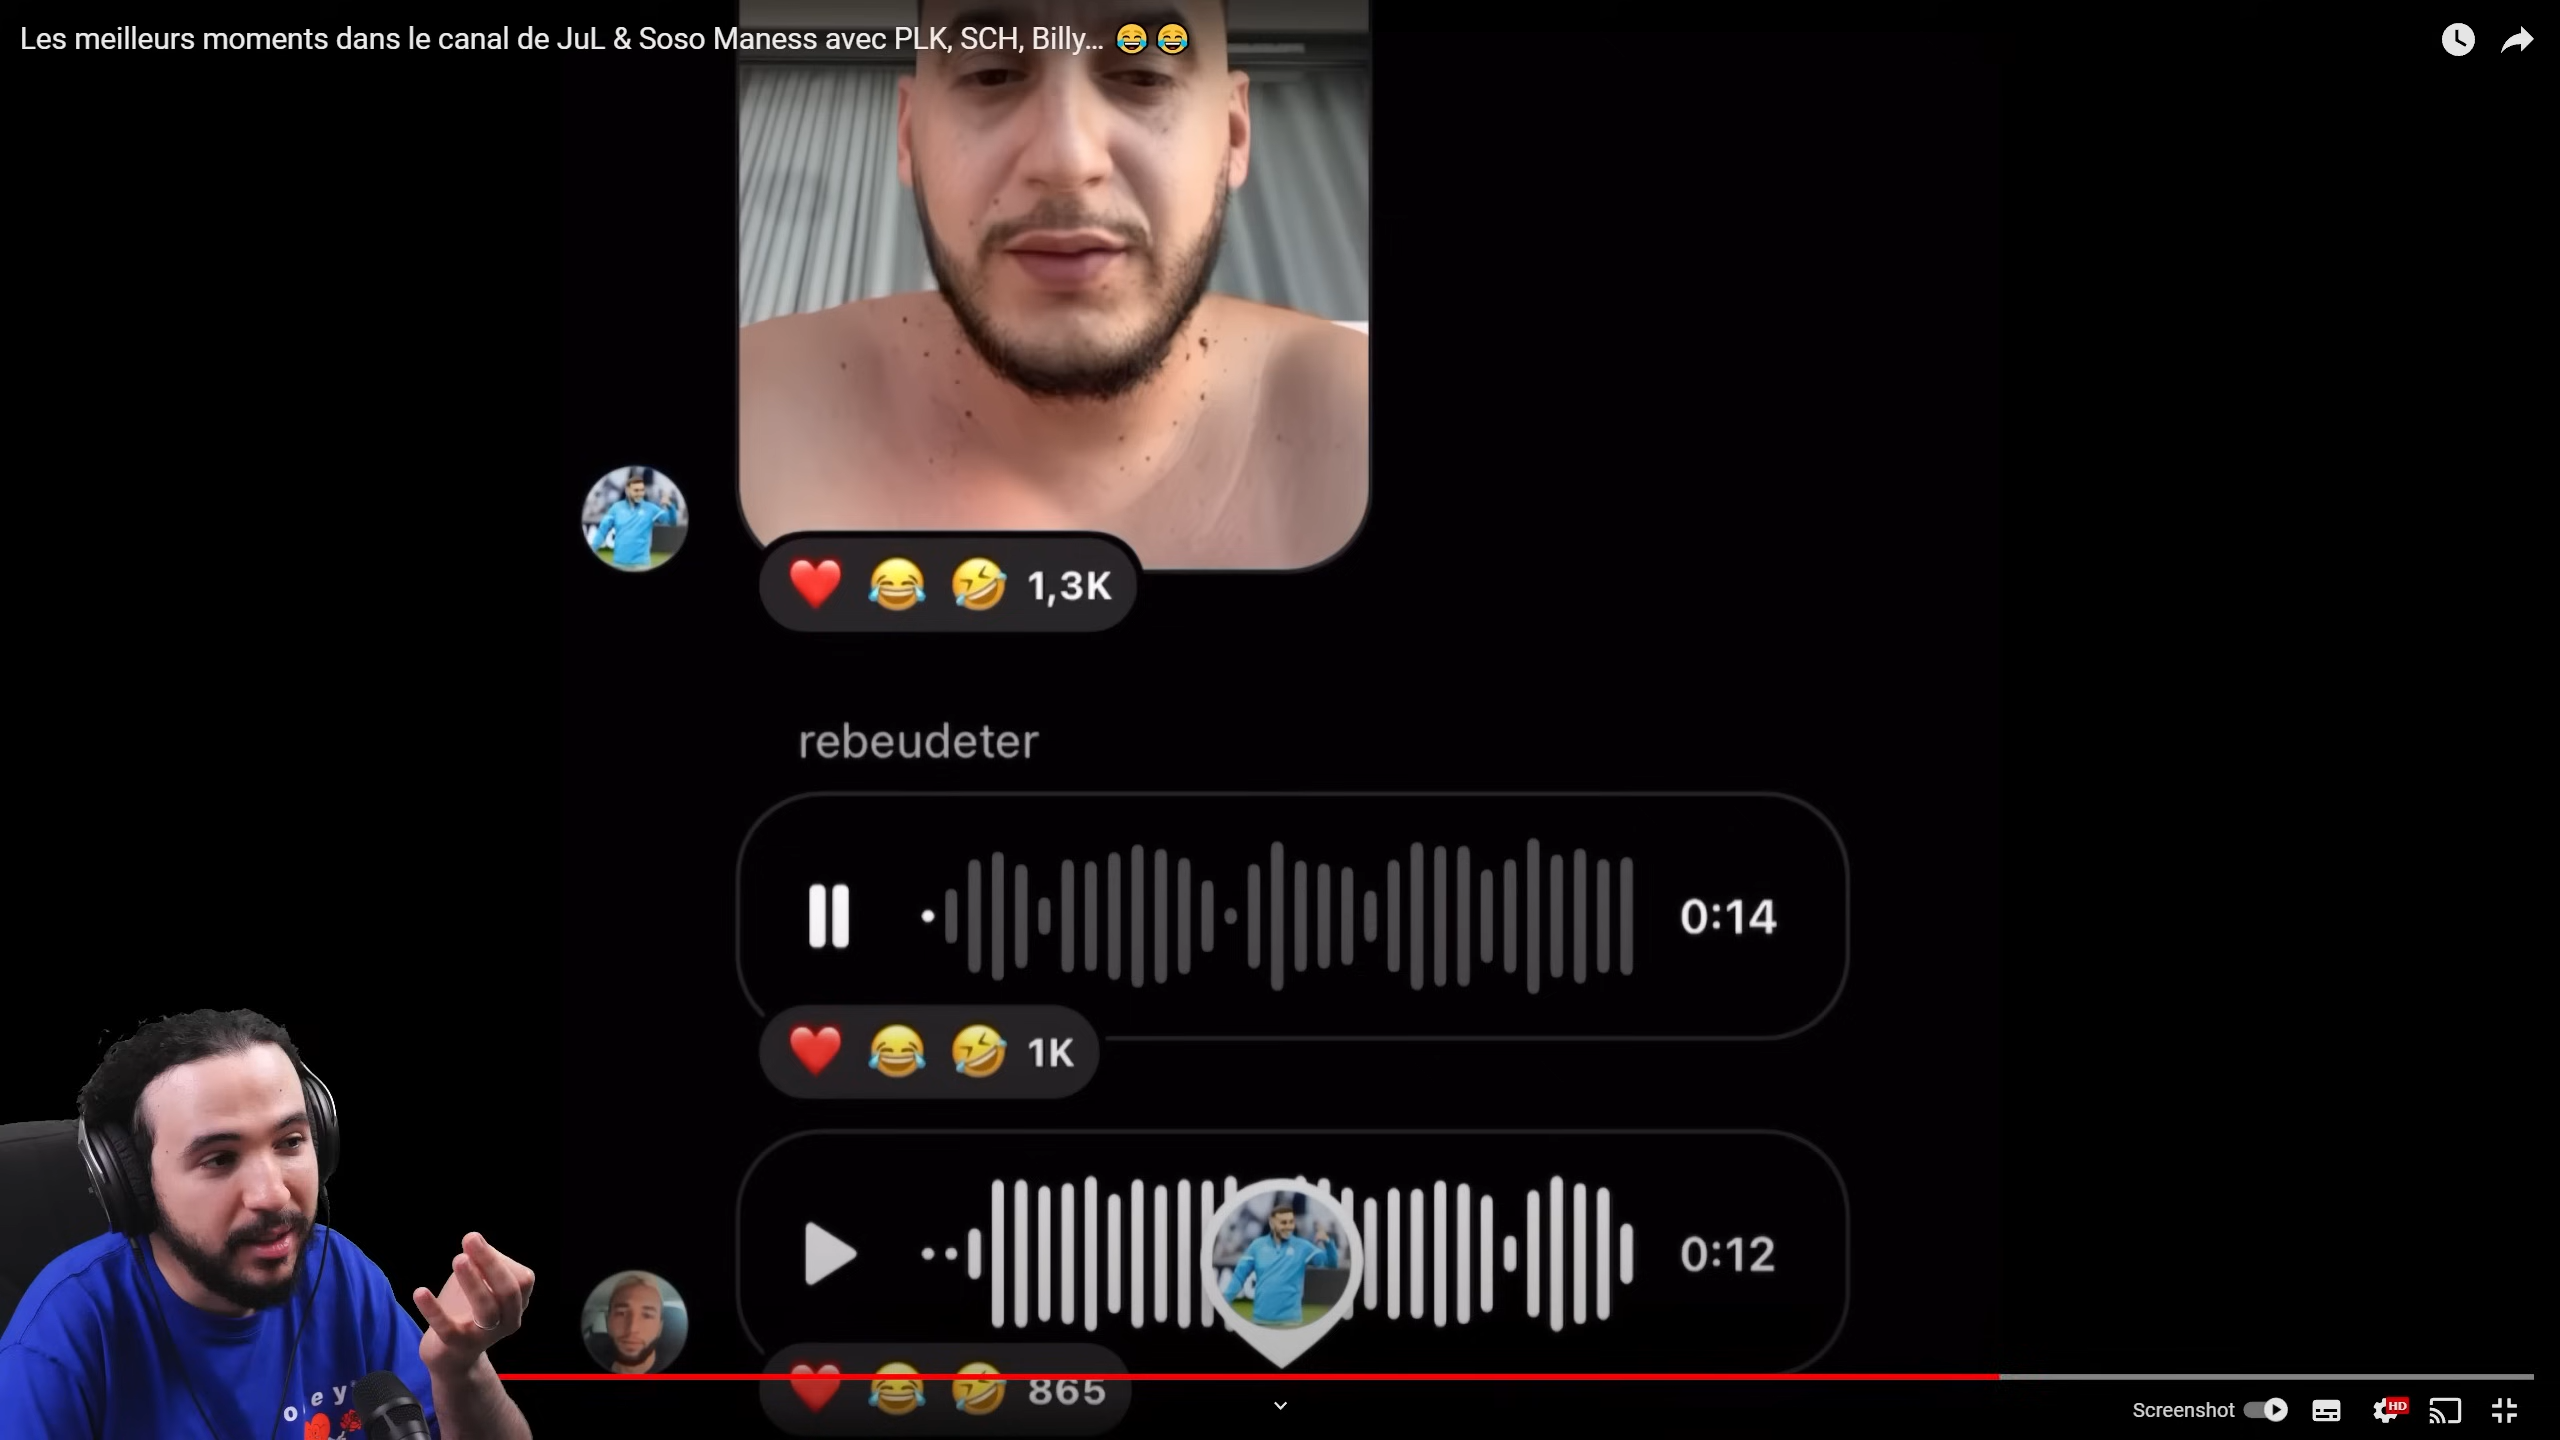 Les meilleurs moments dans le canal de JuL & Soso Maness avec PLK, SCH, Billy... 😂😂
1,3K
rebeudeter
0:14
1K
0:12
865
o e y
Screenshot
HD